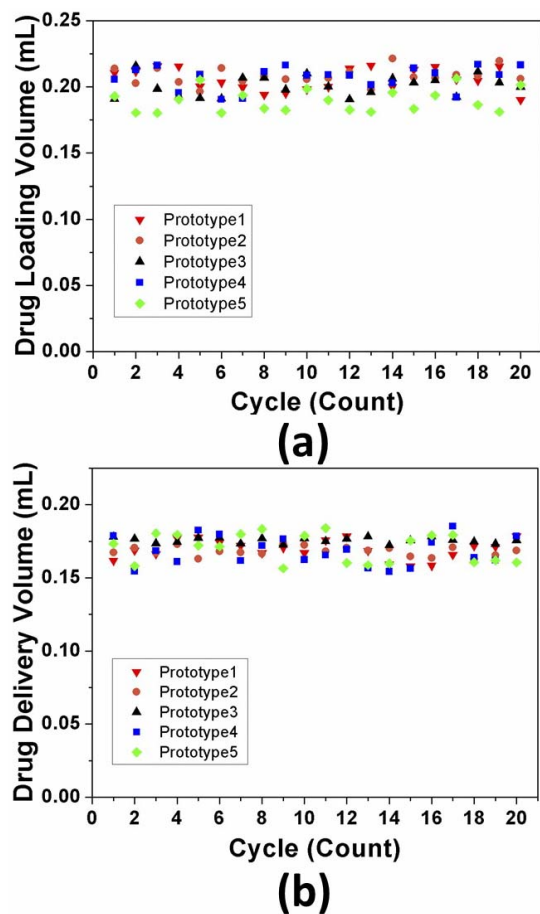 Drug Loading Volume (mL)
0.25
0.20
0.15
0.10
0.05
0.00
Prototype1
Prototype2
Prototype3
Prototype4
Prototype5
0 2 4 6 8 10 12 14 16 18 20
Cycle (Count)
(a)
Drug Delivery Volume (mL)
0.20
0.15
0.10
0.05
0.00
Prototype1
Prototype2
Prototype3
Prototype4
Prototype5
0 2 4 6 8 10 12 14 16 18 20
Cycle (Count)
(b)